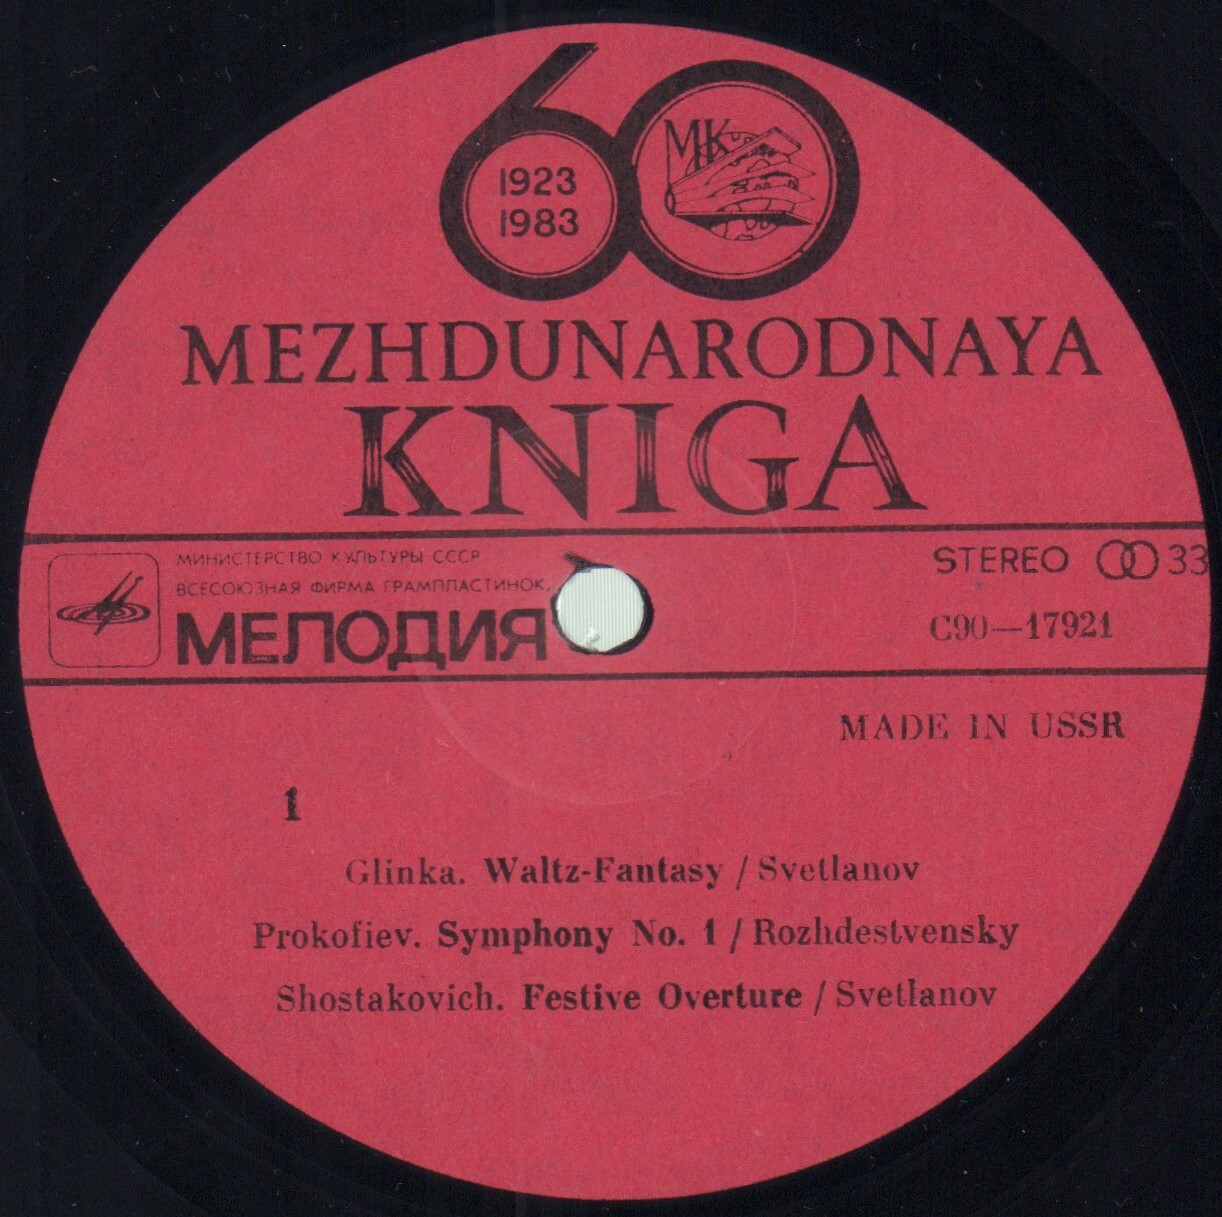 60
1923
1983
MK
MEZHDUNARODNAYA
KNIGA
МИНИСТЕРСТВО КУЛЬТУРЫ СССР
ВСЕСОЮЗНАЯ ФИРМА ГРАМПЛАСТИНОК
МЕЛОДИЯ
STEREO 33
С90—17921
MADE IN USSR
1
Glinka. Waltz-Fantasy / Svetlanov
Prokofiev. Symphony No. 1 / Rozhdestvensky
Shostakovich. Festive Overture / Svetlanov